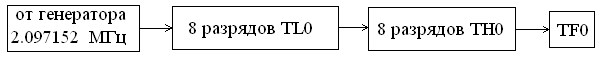 от генератора
2.097152 МГц
8 разрядов TL0
8 разрядов TH0
TF0